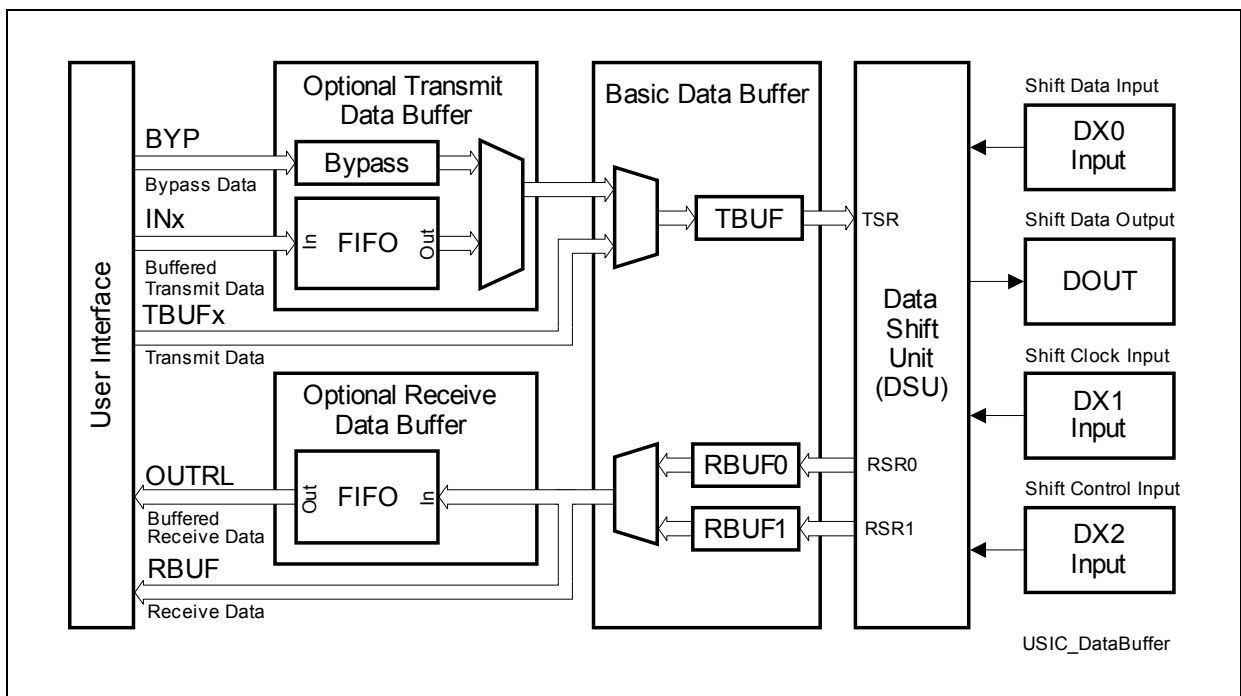 User Interface
Optional Transmit
Data Buffer
BYP
Bypass Data
Bypass
INx
In
FIFO
Out
Buffered
Transmit Data
TBUFx
Transmit Data
Optional Receive
Data Buffer
OUTRL
Out
FIFO
In
Buffered
Receive Data
RBUF
Receive Data
Basic Data Buffer
TBUF
RBUF0
RBUF1
TSR
Data
Shift
Unit
(DSU)
RSR0
RSR1
Shift Data Input
DX0
Input
Shift Data Output
DOUT
Shift Clock Input
DX1
Input
Shift Control Input
DX2
Input
USIC_DataBuffer